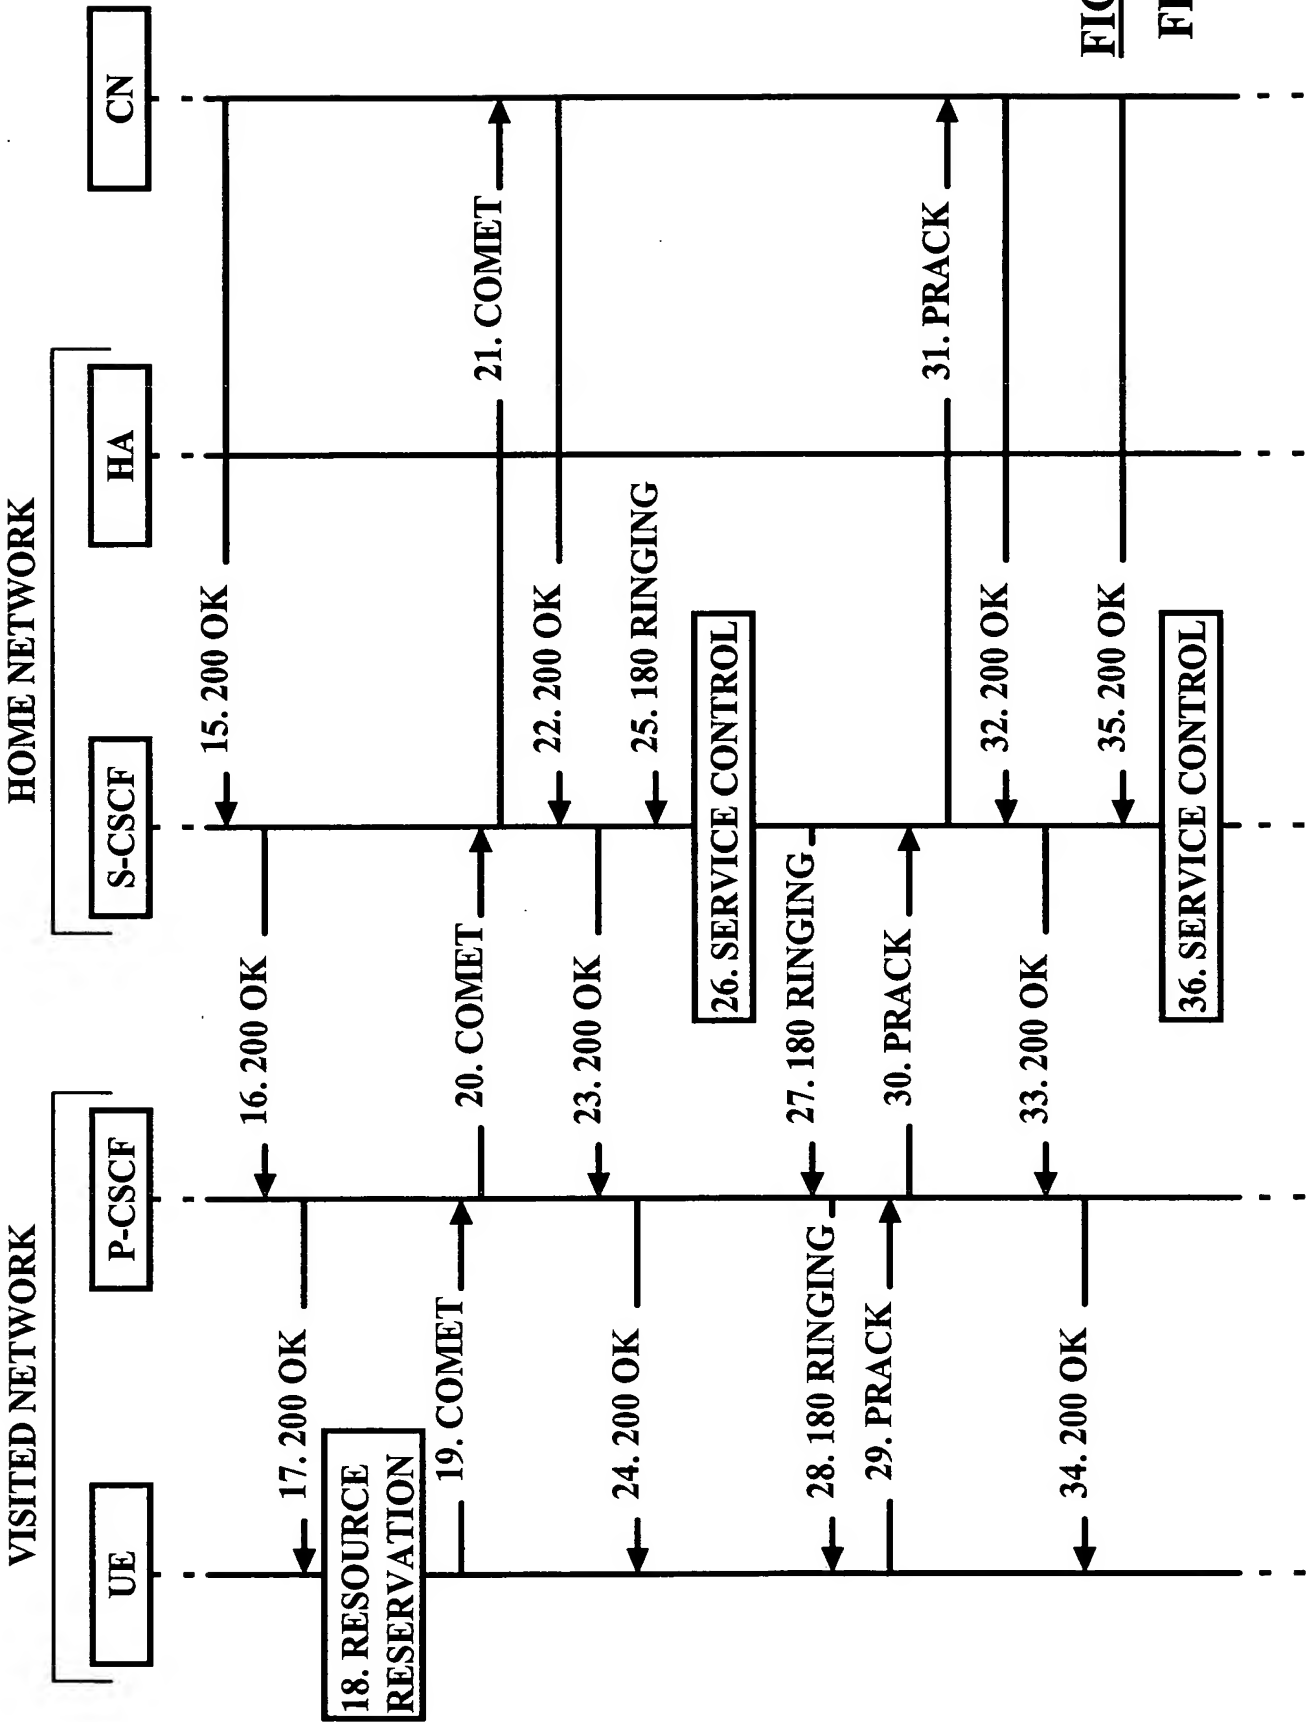 VISITED NETWORK
HOME NETWORK
UE
P-CSCF
S-CSCF
HA
CN
15. 200 OK
16. 200 OK
17. 200 OK
18. RESOURCE
RESERVATION
19. COMET
20. COMET
21. COMET
22. 200 OK
23. 200 OK
24. 200 OK
25. 180 RINGING
26. SERVICE CONTROL
27. 180 RINGING
28. 180 RINGING
29. PRACK
30. PRACK
31. PRACK
32. 200 OK
33. 200 OK
34. 200 OK
35. 200 OK
36. SERVICE CONTROL